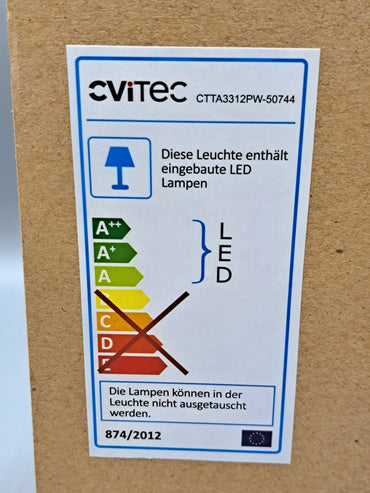 CViTEC CTTA3312PW-50744
Diese Leuchte enthält
eingebaute LED
Lampen
A++
A+
A
L
E
D
C
D
E
Die Lampen können in der
Leuchte nicht ausgetauscht
werden.
874/2012